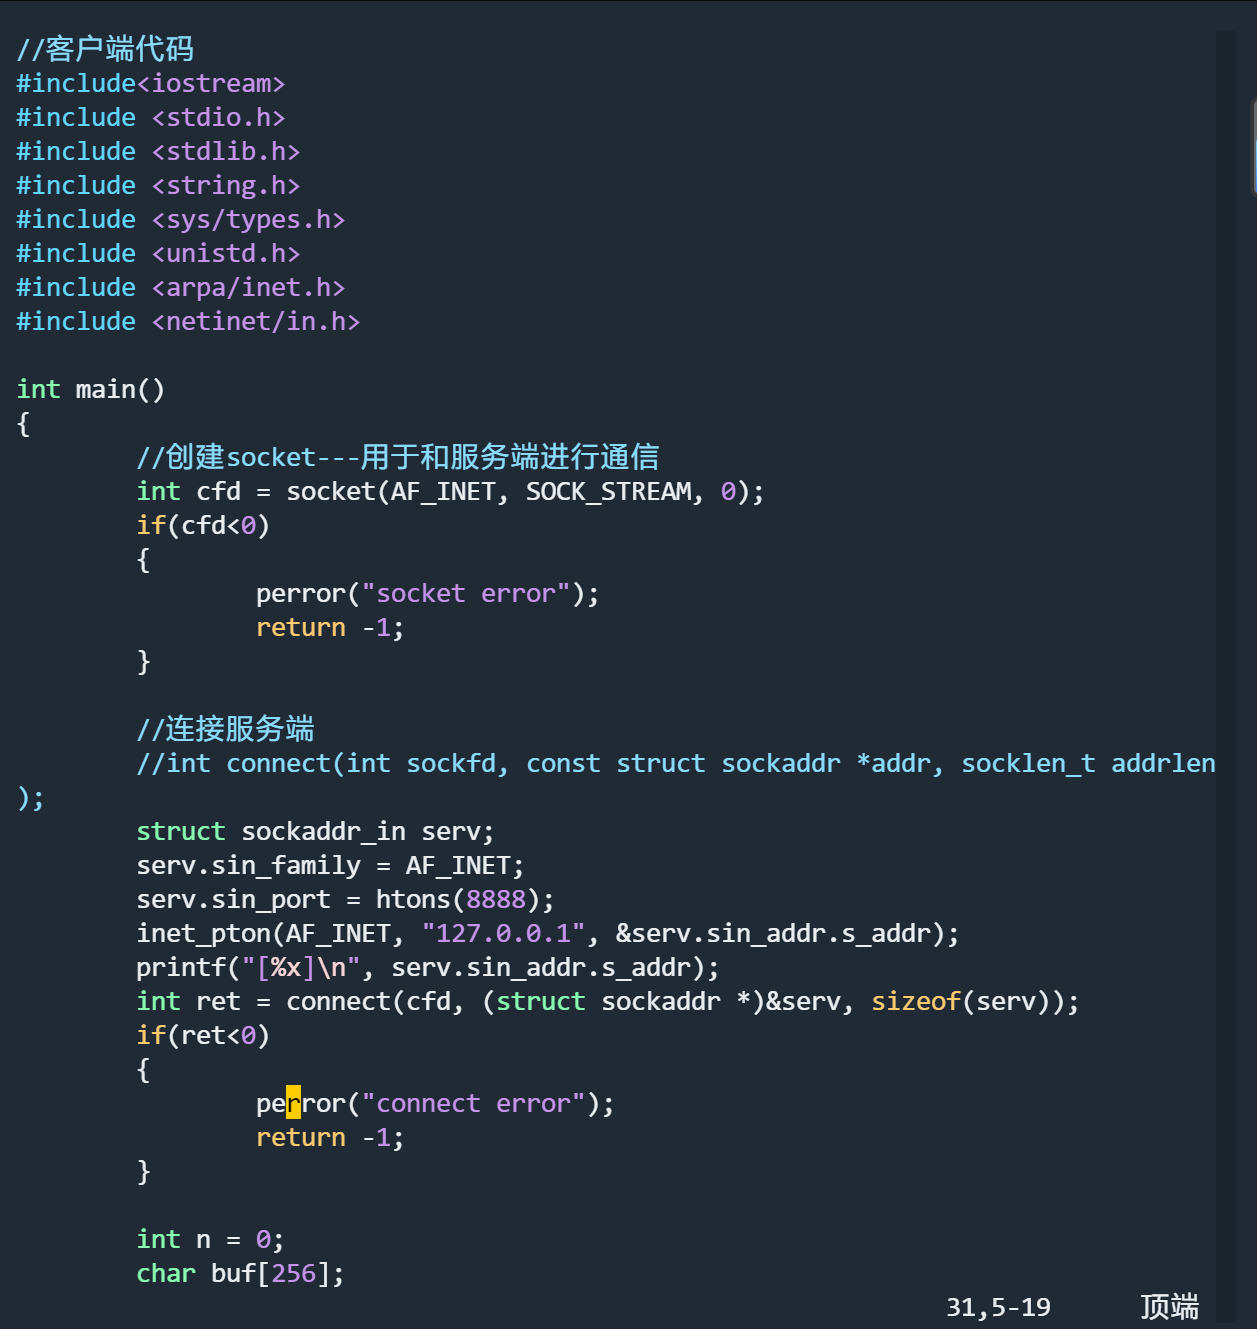 //客户端代码
#include<iostream>
#include <stdio.h>
#include <stdlib.h>
#include <string.h>
#include <sys/types.h>
#include <unistd.h>
#include <arpa/inet.h>
#include <netinet/in.h>

int main()
{
        //创建socket---用于和服务端进行通信
        int cfd = socket(AF_INET, SOCK_STREAM, 0);
        if(cfd<0)
        {
                perror("socket error");
                return -1;
        }

        //连接服务端
        //int connect(int sockfd, const struct sockaddr *addr, socklen_t addrlen
);
        struct sockaddr_in serv;
        serv.sin_family = AF_INET;
        serv.sin_port = htons(8888);
        inet_pton(AF_INET, "127.0.0.1", &serv.sin_addr.s_addr);
        printf("[%x]\n", serv.sin_addr.s_addr);
        int ret = connect(cfd, (struct sockaddr *)&serv, sizeof(serv));
        if(ret<0)
        {
                perror("connect error");
                return -1;
        }

        int n = 0;
        char buf[256];
31,5-19 顶端